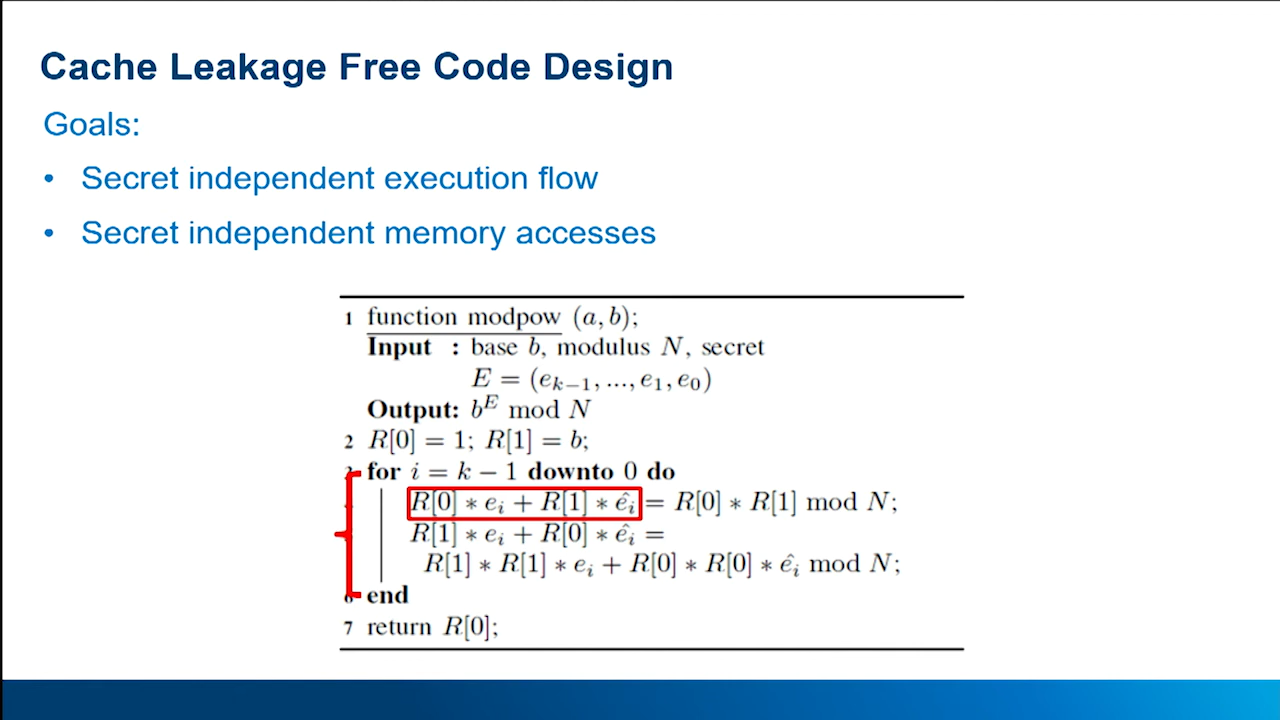 Cache Leakage Free Code Design
Goals:
• Secret independent execution flow
• Secret independent memory accesses
1 function modpow (a, b);
Input : base b, modulus N, secret
E = (e_{k−1}, ..., e_1, e_0)
Output: b^E mod N
2 R[0] = 1; R[1] = b;
for i = k − 1 downto 0 do
R[0] ∗ e_i + R[1] ∗ ê_i = R[0] ∗ R[1] mod N;
R[1] ∗ e_i + R[0] ∗ ê_i =
R[1] ∗ R[1] ∗ e_i + R[0] ∗ R[0] ∗ ê_i mod N;
end
7 return R[0];